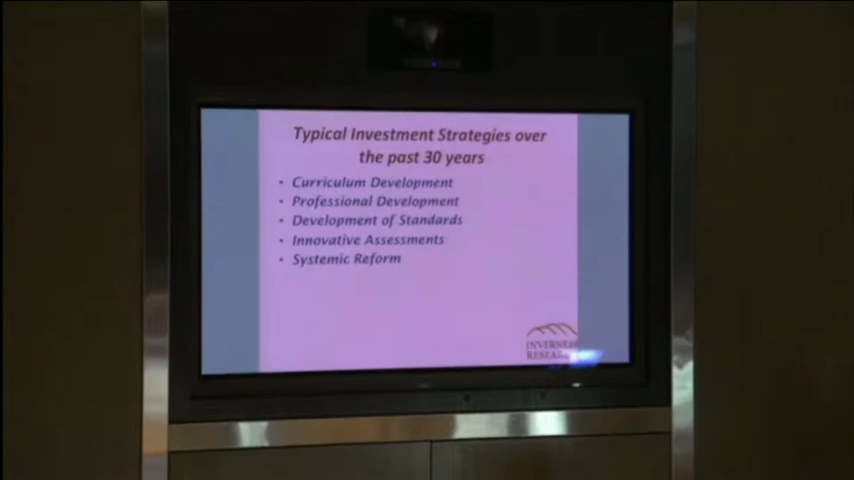 Typical Investment Strategies over
the past 30 years
• Curriculum Development
• Professional Development
• Development of Standards
• Innovative Assessments
• Systemic Reform
INVERNESS